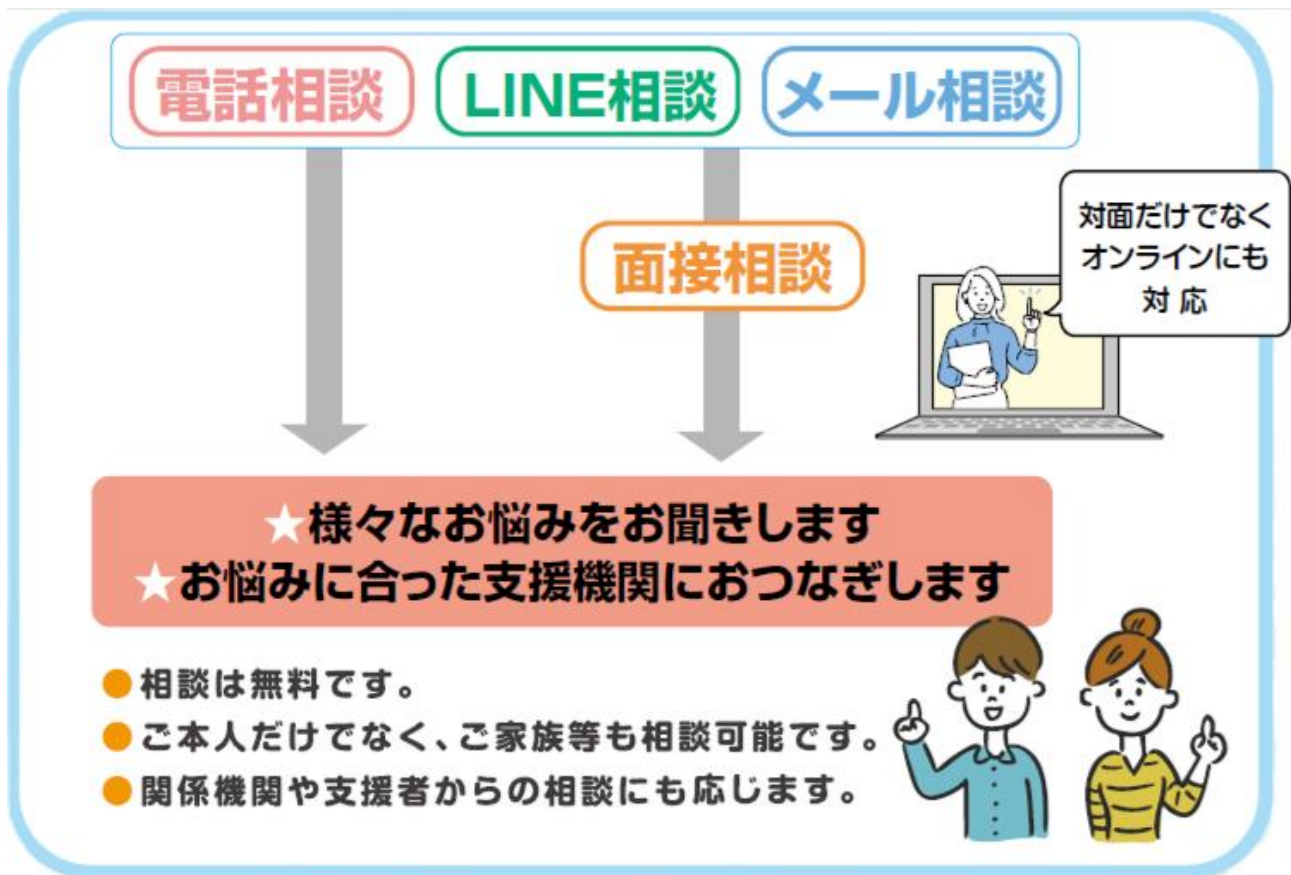 電話相談
LINE相談
メール相談
面接相談
対面だけでなく
オンラインにも
対応
★様々なお悩みをお聞きします
★お悩みに合った支援機関におつなぎします
●相談は無料です。
●ご本人だけでなく、ご家族等も相談可能です。
●関係機関や支援者からの相談にも応じます。